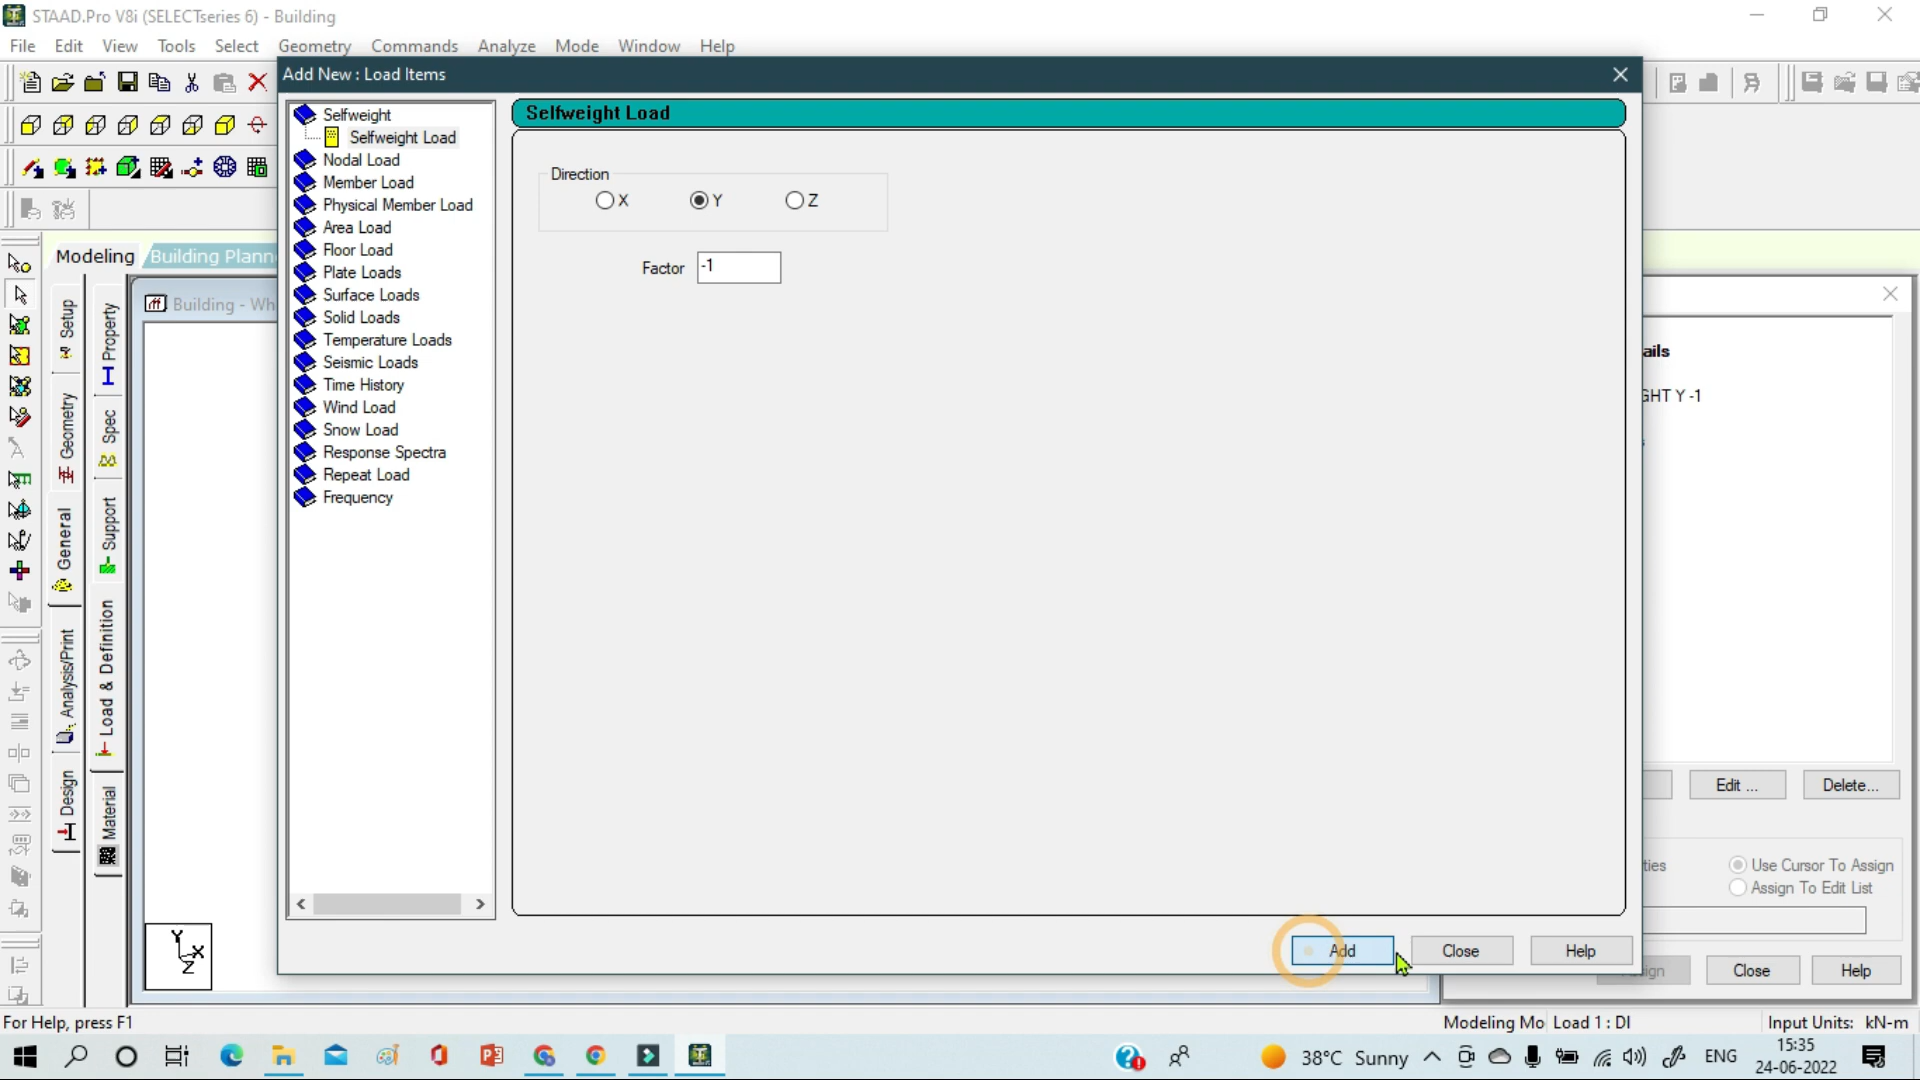 STAAD.Pro V8i (SELECTseries 6) - Building
File Edit View Tools Select Geometry Commands Analyze Mode Window Help
Add New : Load Items
Selfweight
Selfweight Load
Nodal Load
Member Load
Physical Member Load
Area Load
Floor Load
Plate Loads
Surface Loads
Solid Loads
Temperature Loads
Seismic Loads
Time History
Wind Load
Snow Load
Response Spectra
Repeat Load
Frequency
Selfweight Load
Direction
X Y Z
Factor -1
Add Close Help
Modeling Building Plann
Building - Wh
Setup
Geometry
General
Analysis/Print
Design
Property
Spec
Support
Load & Definition
Material
Y
X
Z
ails
GHT Y -1
Edit ... Delete...
ties Use Cursor To Assign
Assign To Edit List
ign Close Help
For Help, press F1 Modeling Mo Load 1 : Dl Input Units: kN-m
38°C Sunny ENG 15:35
24-06-2022